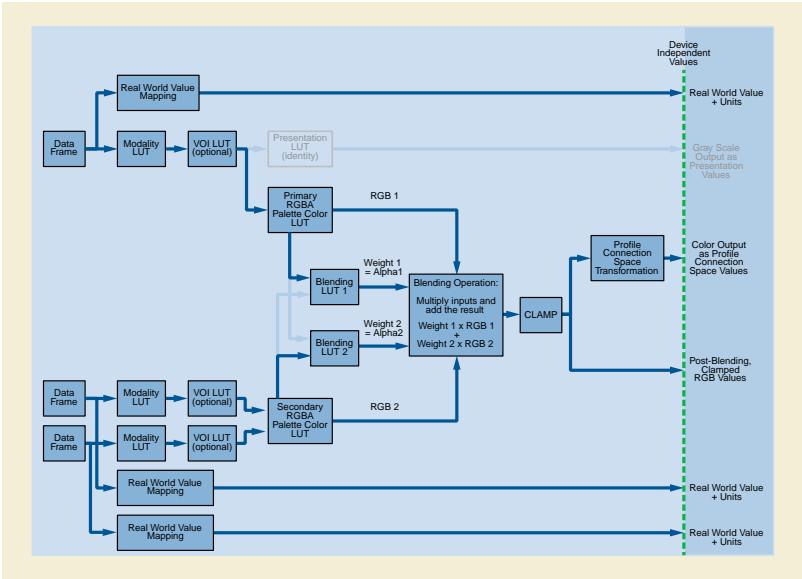 Device
Independent
Values
Real World Value
Mapping
Real World Value
+ Units
Data
Frame
Modality
LUT
VOI LUT
(optional)
Presentation
LUT
(identity)
Gray Scale
Output as
Presentation
Values
Primary
RGBA
Palette Color
LUT
RGB 1
Profile
Connection
Space
Transformation
Color Output
as Profile
Connection
Space Values
Weight 1
= Alpha1
Blending
LUT 1
Blending Operation:
Multiply inputs and
add the result
Weight 1 x RGB 1
+
Weight 2 x RGB 2
CLAMP
Weight 2
= Alpha2
Blending
LUT 2
Post-Blending,
Clamped
RGB Values
Data
Frame
Modality
LUT
VOI LUT
(optional)
Secondary
RGBA
Palette Color
LUT
RGB 2
Data
Frame
Modality
LUT
VOI LUT
(optional)
Real World Value
Mapping
Real World Value
+ Units
Real World Value
Mapping
Real World Value
+ Units